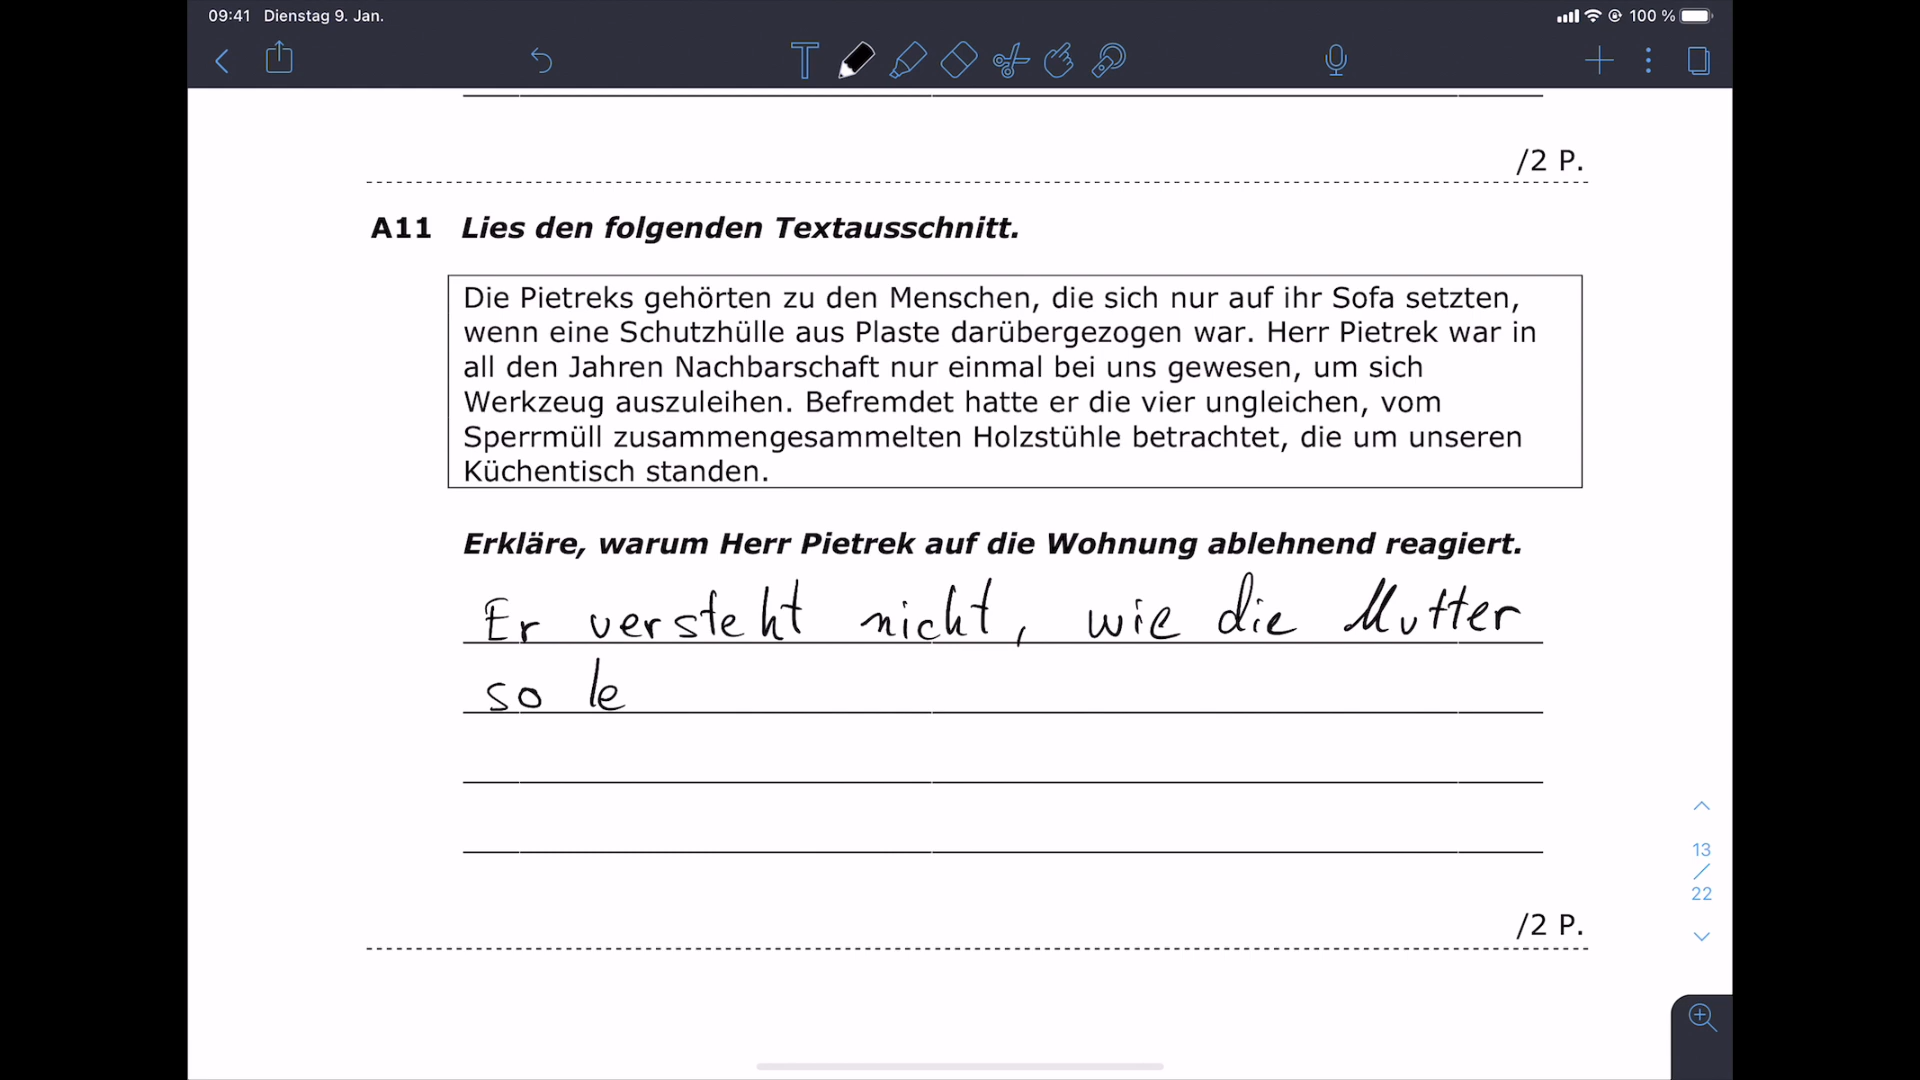 09:41 Dienstag 9. Jan.
100 %
/2 P.
A11 Lies den folgenden Textausschnitt.
Die Pietreks gehörten zu den Menschen, die sich nur auf ihr Sofa setzten,
wenn eine Schutzhülle aus Plaste darübergezogen war. Herr Pietrek war in
all den Jahren Nachbarschaft nur einmal bei uns gewesen, um sich
Werkzeug auszuleihen. Befremdet hatte er die vier ungleichen, vom
Sperrmüll zusammengesammelten Holzstühle betrachtet, die um unseren
Küchentisch standen.
Erkläre, warum Herr Pietrek auf die Wohnung ablehnend reagiert.
Er versteht nicht, wie die Mutter
so le
13
/
22
/2 P.